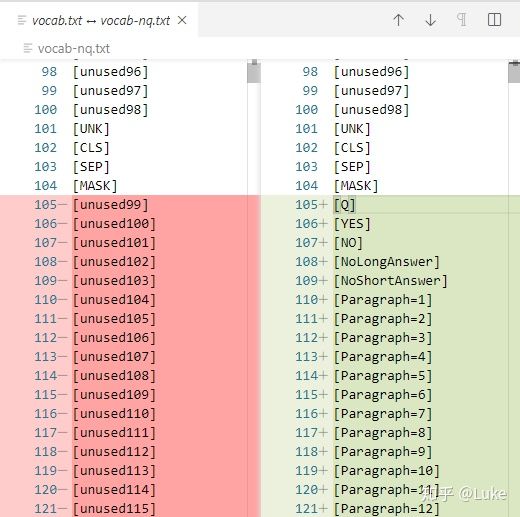 vocab.txt ↔ vocab-nq.txt
vocab-nq.txt
98 [unused96] 98 [unused96]
99 [unused97] 99 [unused97]
100 [unused98] 100 [unused98]
101 [UNK] 101 [UNK]
102 [CLS] 102 [CLS]
103 [SEP] 103 [SEP]
104 [MASK] 104 [MASK]
105− [unused99] 105+ [Q]
106− [unused100] 106+ [YES]
107− [unused101] 107+ [NO]
108− [unused102] 108+ [NoLongAnswer]
109− [unused103] 109+ [NoShortAnswer]
110− [unused104] 110+ [Paragraph=1]
111− [unused105] 111+ [Paragraph=2]
112− [unused106] 112+ [Paragraph=3]
113− [unused107] 113+ [Paragraph=4]
114− [unused108] 114+ [Paragraph=5]
115− [unused109] 115+ [Paragraph=6]
116− [unused110] 116+ [Paragraph=7]
117− [unused111] 117+ [Paragraph=8]
118− [unused112] 118+ [Paragraph=9]
119− [unused113] 119+ [Paragraph=10]
120− [unused114] 120+ [Paragraph=11]
121− [unused115] 121+ [Paragraph=12]
知乎 @Luke